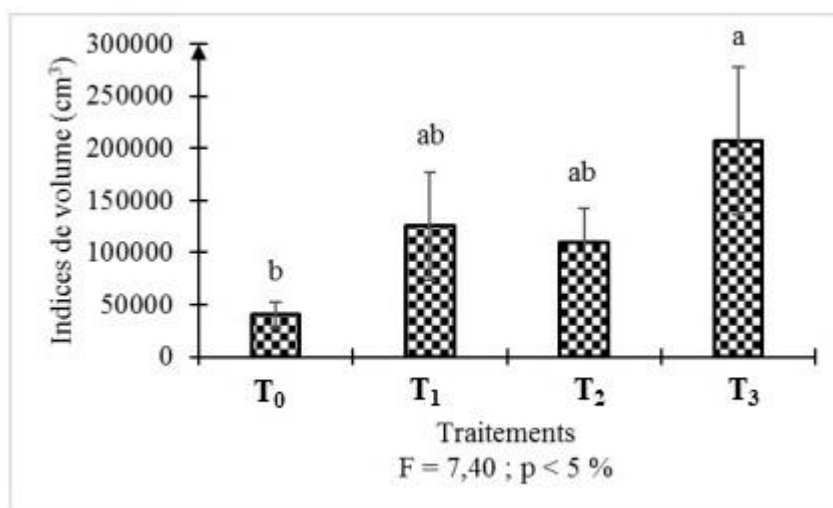 Indices de volume (cm³)
300000
250000
200000
150000
100000
50000
0
b
ab
ab
a
T₀ T₁ T₂ T₃
Traitements
F = 7,40 ; p < 5 %